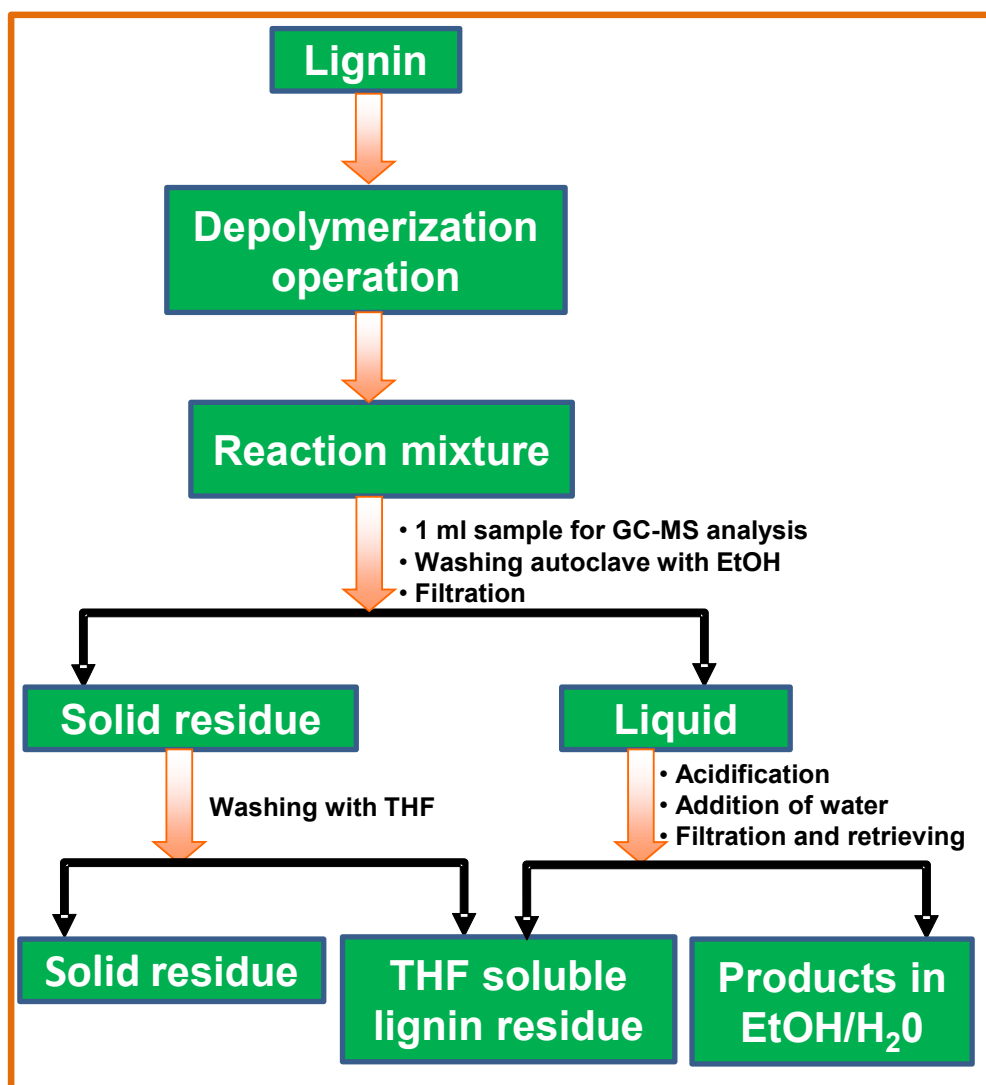 Lignin
Depolymerization
operation
Reaction mixture
• 1 ml sample for GC-MS analysis
• Washing autoclave with EtOH
• Filtration
Solid residue
Liquid
Washing with THF
• Acidification
• Addition of water
• Filtration and retrieving
Solid residue
THF soluble
lignin residue
Products in
EtOH/H₂0